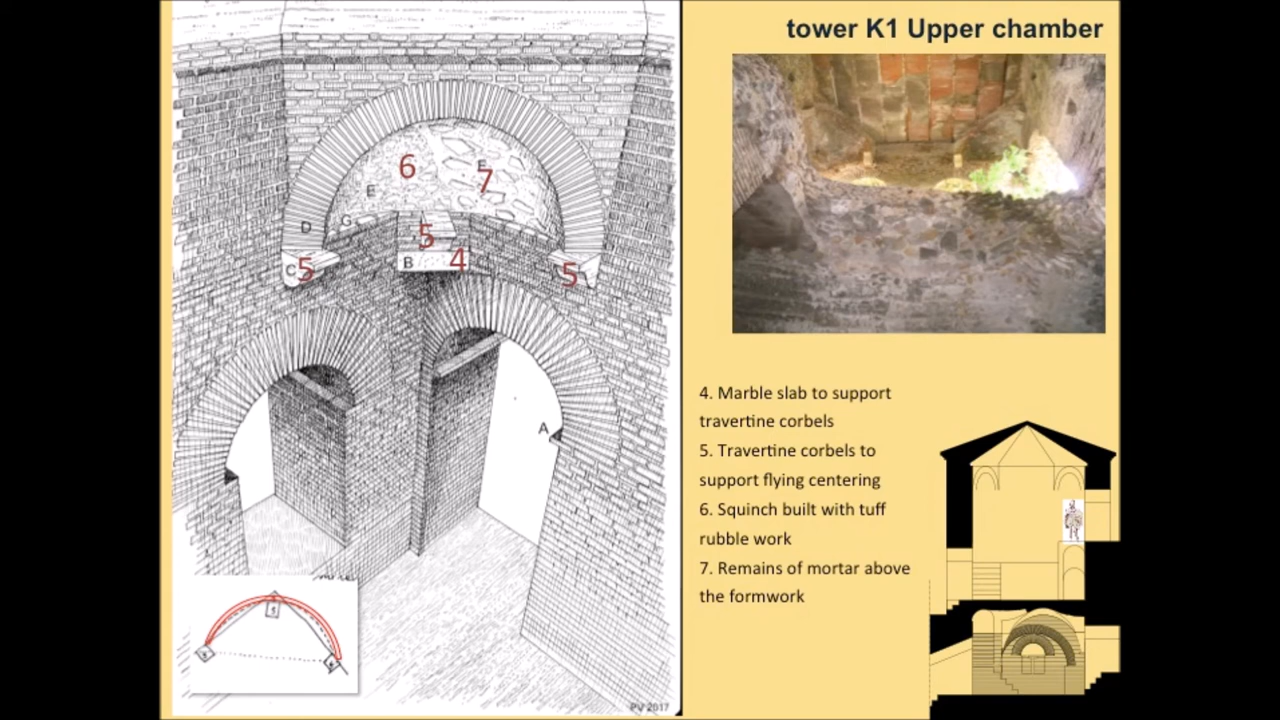 tower K1 Upper chamber
6
E
7
E
G
D
5
B
4
C
5
5
A
5
PV 2017
4. Marble slab to support
travertine corbels
5. Travertine corbels to
support flying centering
6. Squinch built with tuff
rubble work
7. Remains of mortar above
the formwork